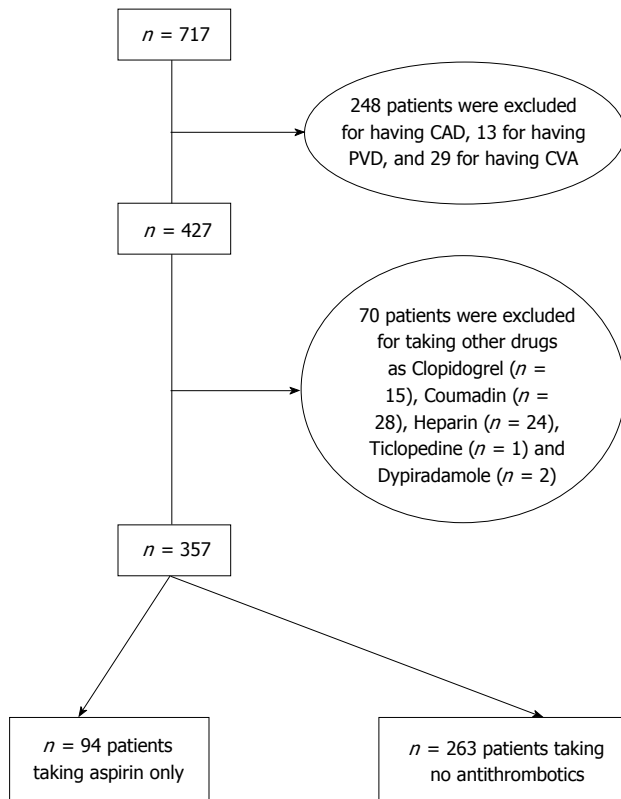 n = 717
248 patients were excluded
for having CAD, 13 for having
PVD, and 29 for having CVA
n = 427
70 patients were excluded
for taking other drugs
as Clopidogrel (n =
15), Coumadin (n =
28), Heparin (n = 24),
Ticlopedine (n = 1) and
Dypiradamole (n = 2)
n = 357
n = 94 patients
taking aspirin only
n = 263 patients taking
no antithrombotics